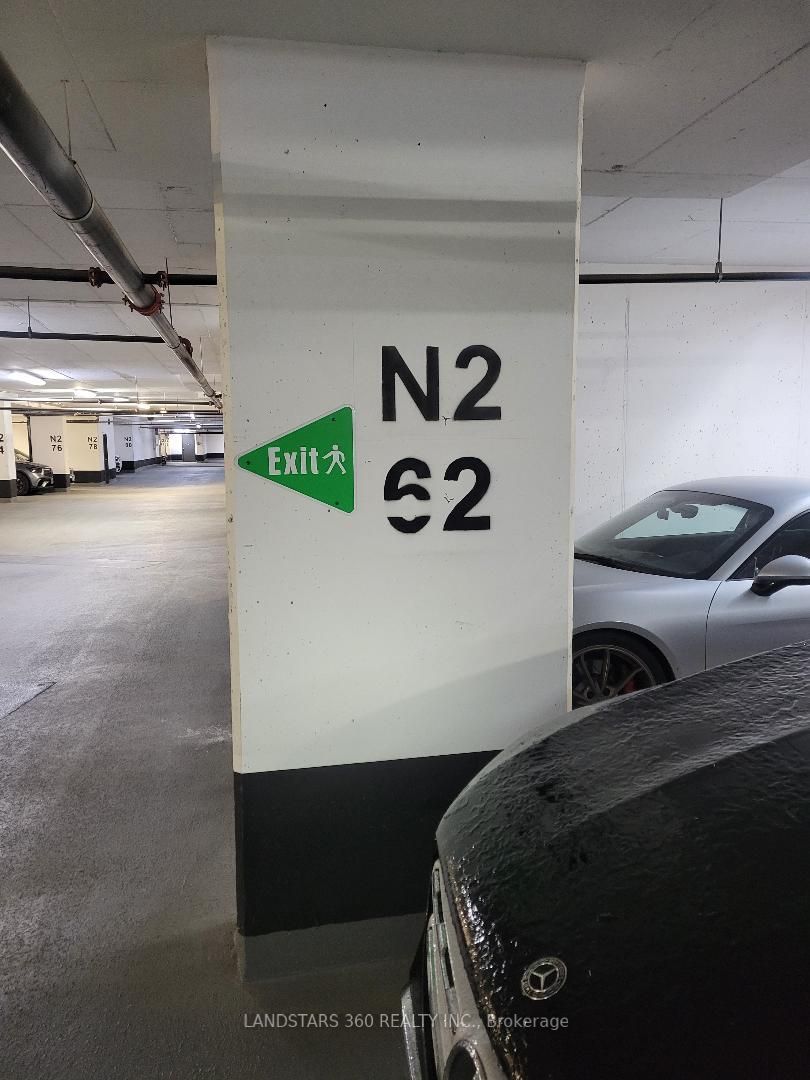 N2
62
Exit
N2
76
N2
78
LANDSTARS 360 REALTY INC., Brokerage